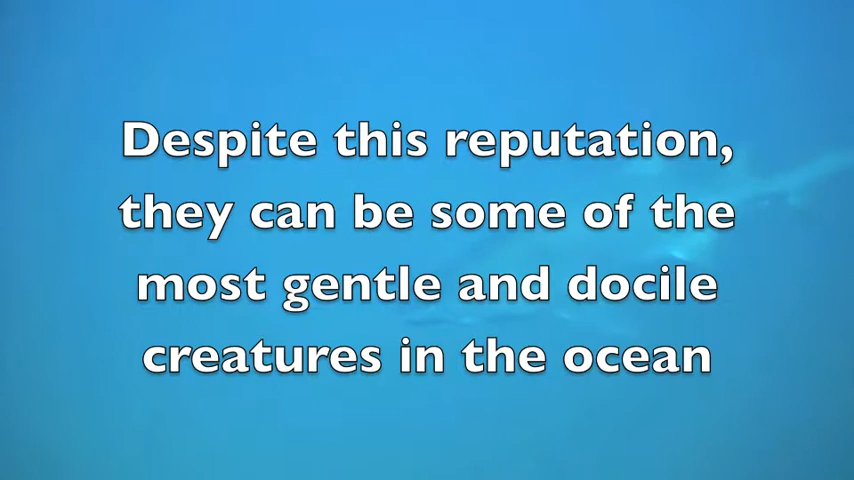 Despite this reputation,
they can be some of the
most gentle and docile
creatures in the ocean